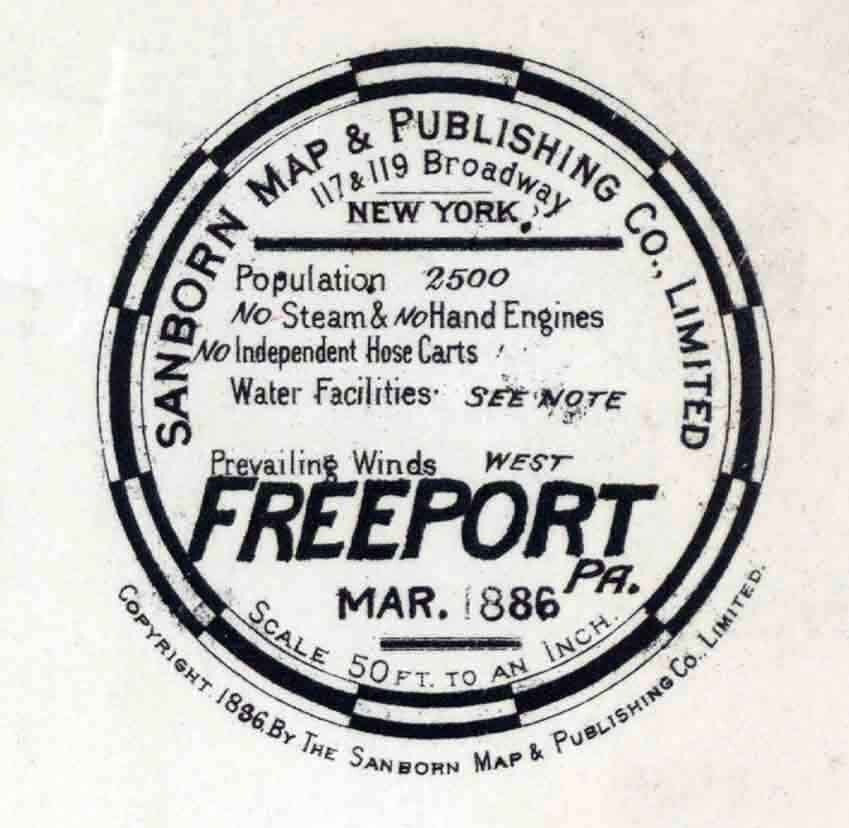 SANBORN MAP & PUBLISHING CO., LIMITED
117 & 119 Broadway
NEW YORK.
Population 2500
NO Steam & NO Hand Engines
NO Independent Hose Carts
Water Facilities SEE NOTE
Prevailing Winds WEST
FREEPORT
PA.
MAR. 1886
SCALE 50 FT. TO AN INCH.
COPYRIGHT 1886. BY THE SANBORN MAP & PUBLISHING CO., LIMITED.